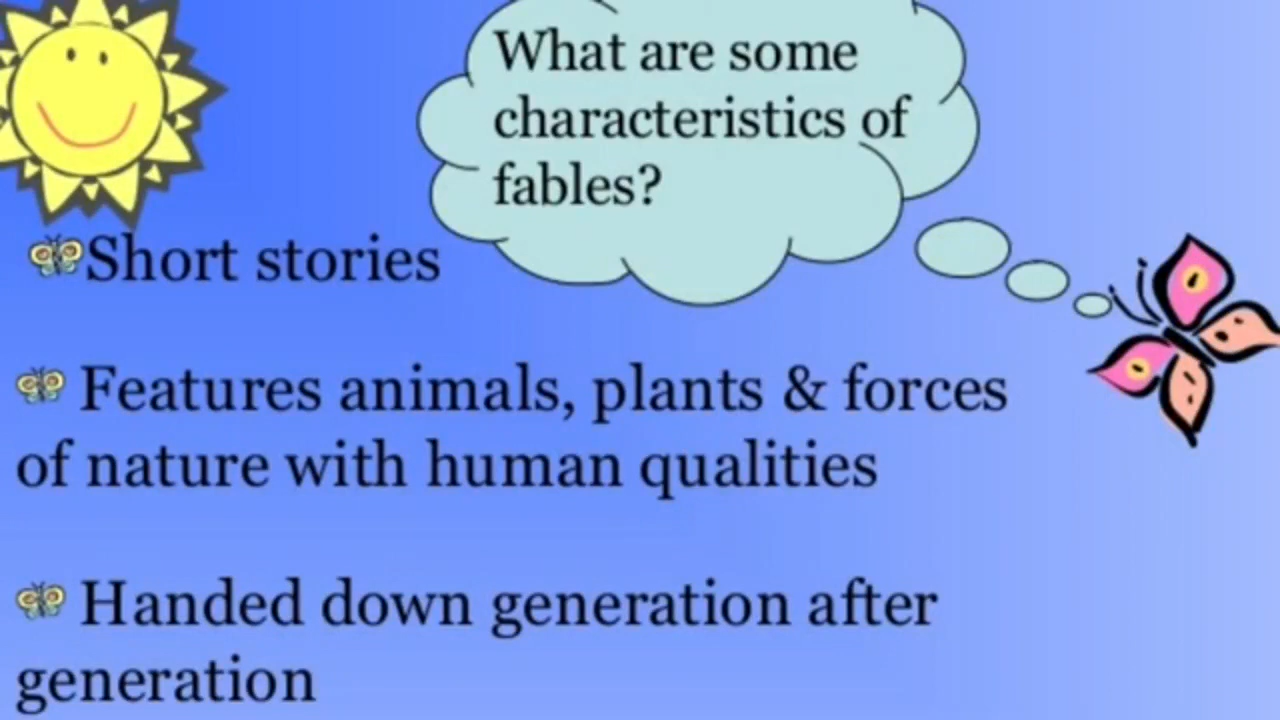 What are some
characteristics of
fables?
Short stories
Features animals, plants & forces
of nature with human qualities
Handed down generation after
generation